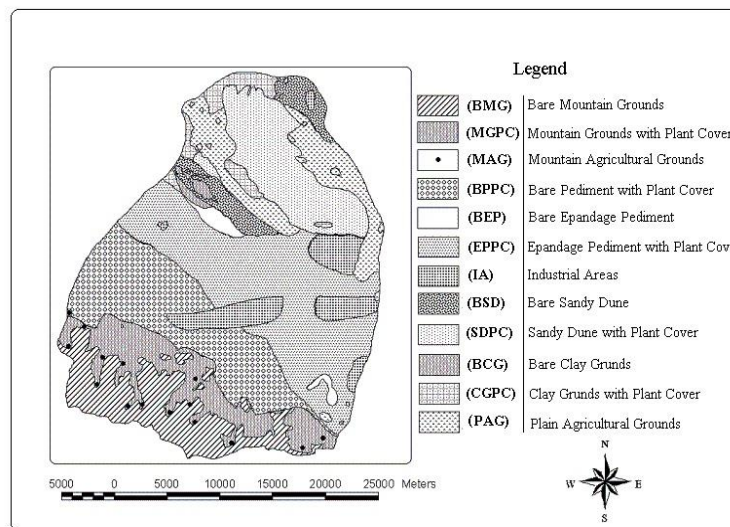 Legend
(BMG) Bare Mountain Grounds
(MGPC) Mountain Grounds with Plant Cover
(MAG) Mountain Agricultural Grounds
(BPPC) Bare Pediment with Plant Cover
(BEP) Bare Epandage Pediment
(EPPC) Epandage Pediment with Plant Cov
(IA) Industrial Areas
(BSD) Bare Sandy Dune
(SDPC) Sandy Dune with Plant Cover
(BCG) Bare Clay Grunds
(CGPC) Clay Grunds with Plant Cover
(PAG) Plain Agricultural Grounds
N
W E
S
5000 0 5000 10000 15000 20000 25000 Meters